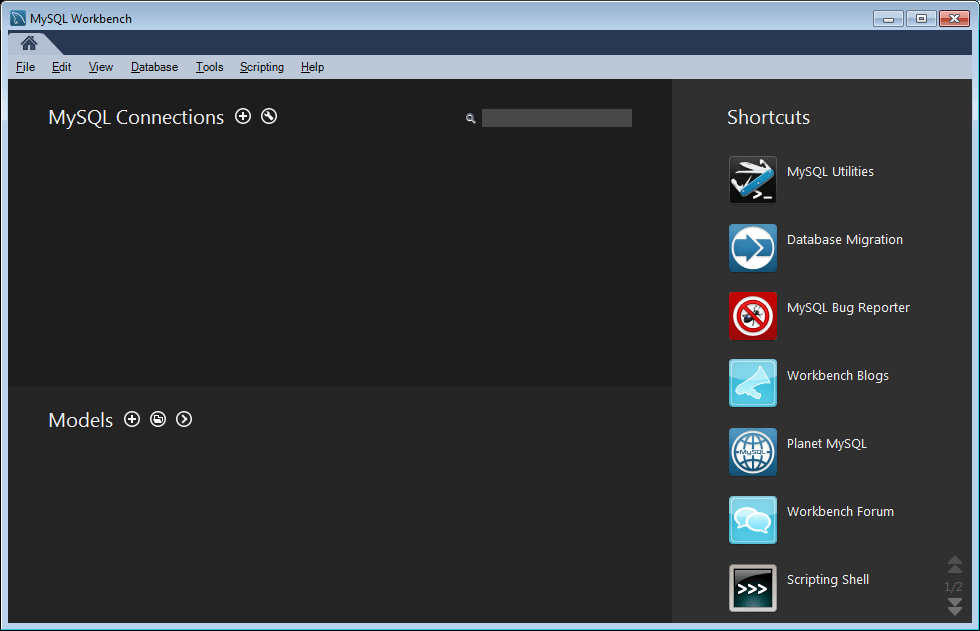 MySQL Workbench
File Edit View Database Tools Scripting Help
MySQL Connections
Shortcuts
MySQL Utilities
Database Migration
MySQL Bug Reporter
Workbench Blogs
Models
Planet MySQL
MySQL
Workbench Forum
Scripting Shell
>_
>>>
1/2